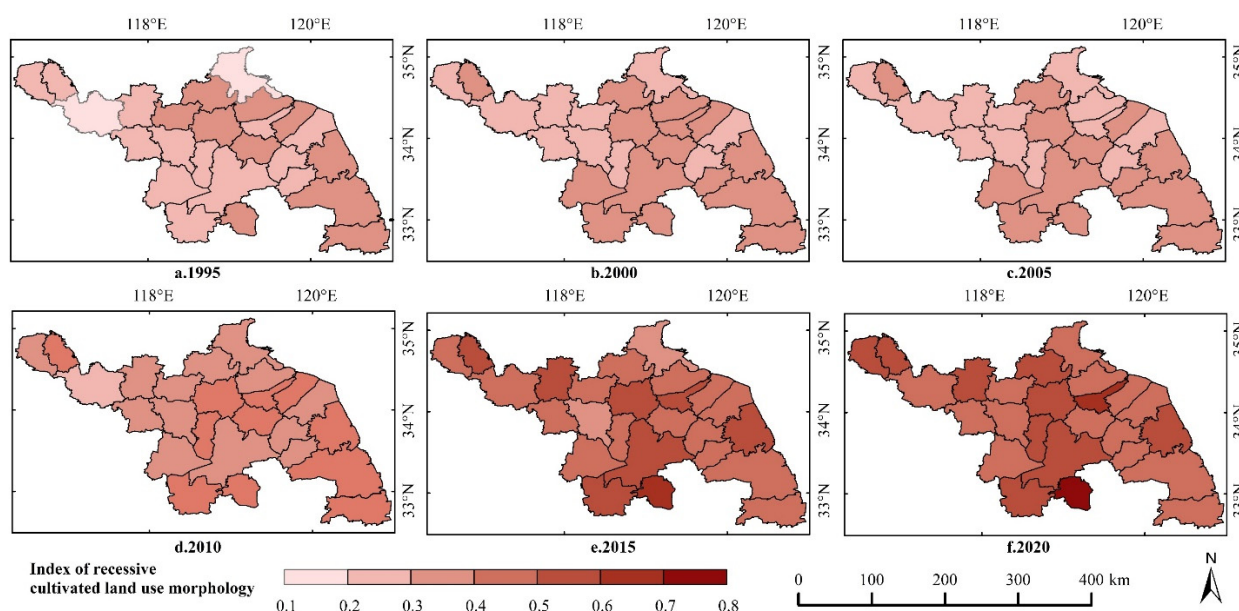 118°E 120°E 118°E 120°E 118°E 120°E
35°N 34°N 33°N
35°N 34°N 33°N
35°N 34°N 33°N
a.1995 b.2000 c.2005
118°E 120°E 118°E 120°E 118°E 120°E
35°N 34°N 33°N
35°N 34°N 33°N
35°N 34°N 33°N
d.2010 e.2015 f.2020
Index of recessive
cultivated land use morphology
0.1 0.2 0.3 0.4 0.5 0.6 0.7 0.8
0 100 200 300 400 km
N